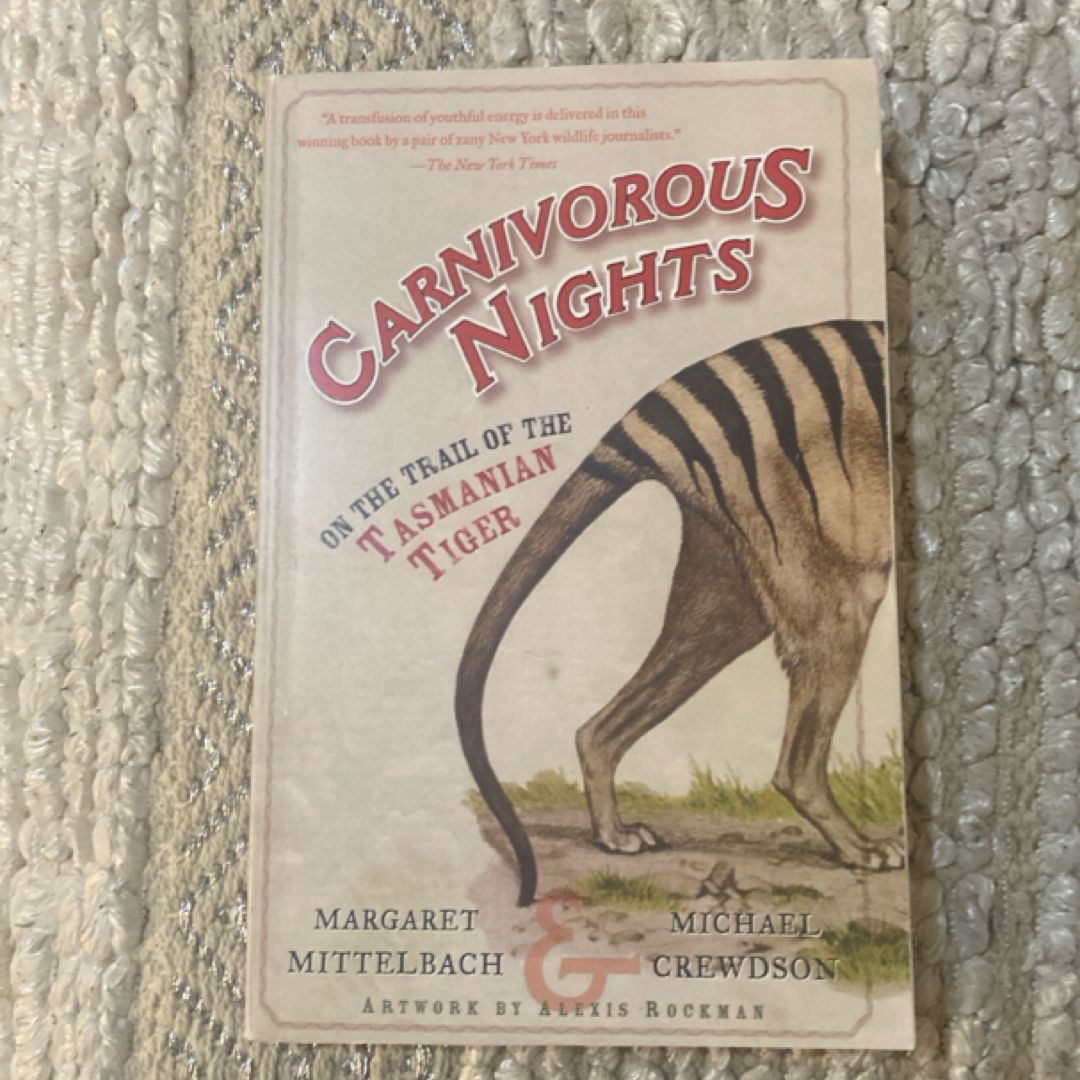 "A transfusion of youthful energy is delivered in this
winning book by a pair of zany New York wildlife journalists."
—The New York Times
CARNIVOROUS
NIGHTS
ON THE TRAIL OF THE
TASMANIAN
TIGER
MARGARET
MITTELBACH
&
MICHAEL
CREWDSON
ARTWORK BY ALEXIS ROCKMAN